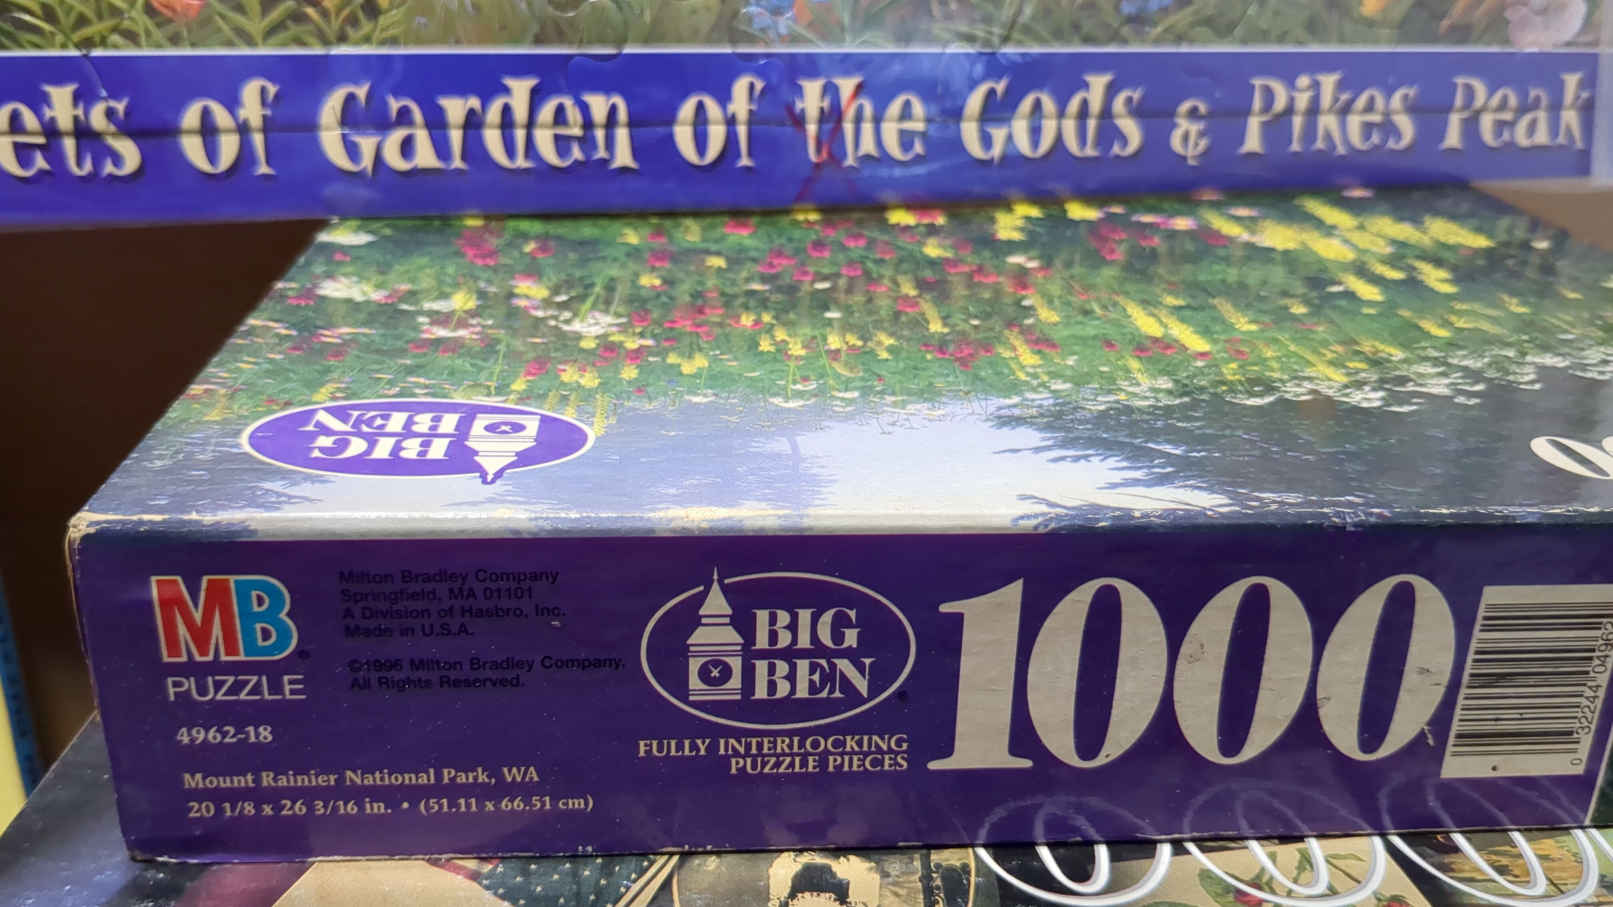 ets of Garden of the Gods & Pikes Peak
BIG
BEN
MB
PUZZLE
4962-18
Mount Rainier National Park, WA
20 1/8 x 26 3/16 in. • (51.11 x 66.51 cm)
Milton Bradley Company
Springfield, MA 01101
A Division of Hasbro, Inc.
Made in U.S.A.
©1996 Milton Bradley Company.
All Rights Reserved.
BIG
BEN
FULLY INTERLOCKING
PUZZLE PIECES
1000
0 32244 04962